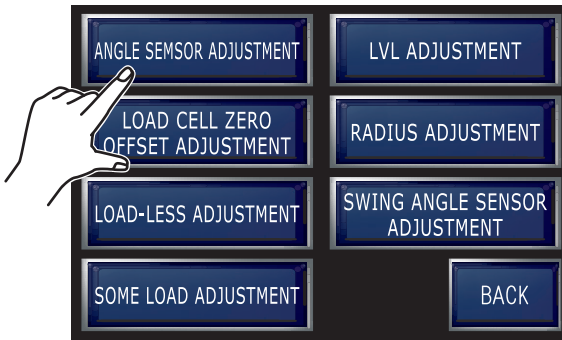 ANGLE SEMSOR ADJUSTMENT
LVL ADJUSTMENT
LOAD CELL ZERO
OFFSET ADJUSTMENT
RADIUS ADJUSTMENT
LOAD-LESS ADJUSTMENT
SWING ANGLE SENSOR
ADJUSTMENT
SOME LOAD ADJUSTMENT
BACK